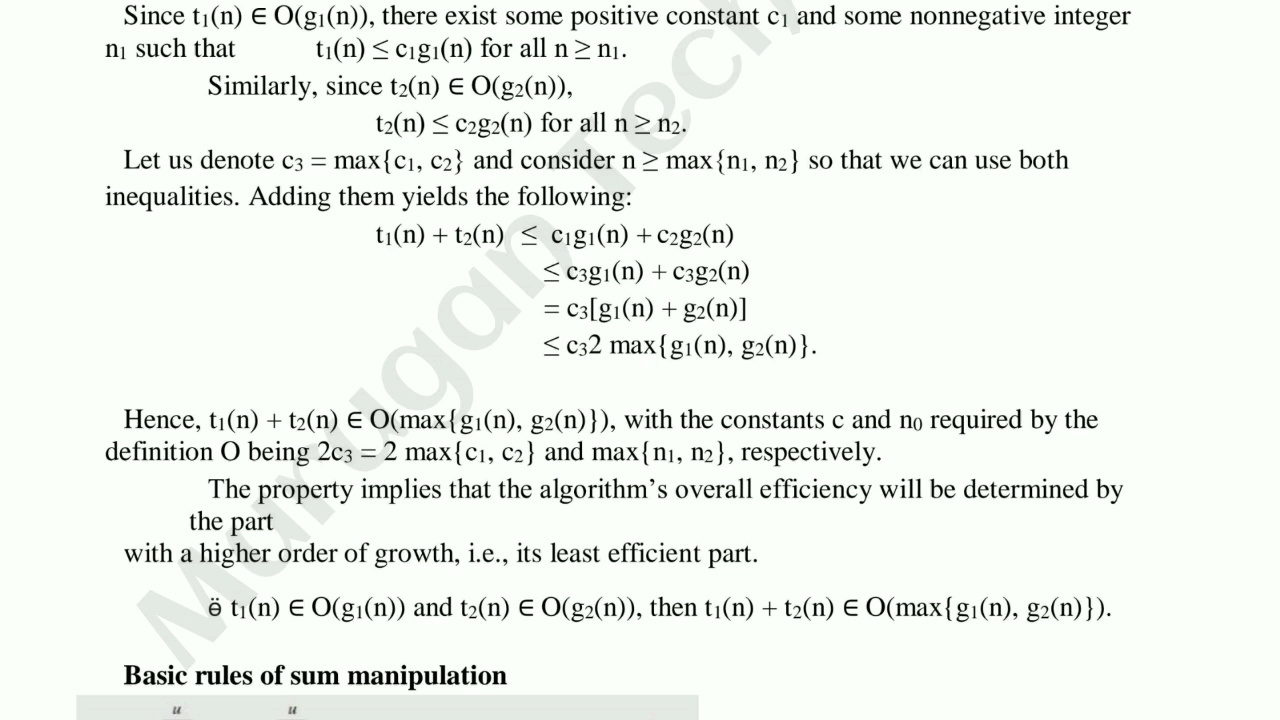 Since t₁(n) ∈ O(g₁(n)), there exist some positive constant c₁ and some nonnegative integer
n₁ such that t₁(n) ≤ c₁g₁(n) for all n ≥ n₁.
Similarly, since t₂(n) ∈ O(g₂(n)),
t₂(n) ≤ c₂g₂(n) for all n ≥ n₂.
Let us denote c₃ = max{c₁, c₂} and consider n ≥ max{n₁, n₂} so that we can use both
inequalities. Adding them yields the following:
t₁(n) + t₂(n) ≤ c₁g₁(n) + c₂g₂(n)
≤ c₃g₁(n) + c₃g₂(n)
= c₃[g₁(n) + g₂(n)]
≤ c₃2 max{g₁(n), g₂(n)}.
Hence, t₁(n) + t₂(n) ∈ O(max{g₁(n), g₂(n)}), with the constants c and n₀ required by the
definition O being 2c₃ = 2 max{c₁, c₂} and max{n₁, n₂}, respectively.
The property implies that the algorithm’s overall efficiency will be determined by
the part
with a higher order of growth, i.e., its least efficient part.
ë t₁(n) ∈ O(g₁(n)) and t₂(n) ∈ O(g₂(n)), then t₁(n) + t₂(n) ∈ O(max{g₁(n), g₂(n)}).
Basic rules of sum manipulation
u u
Murugan Tech